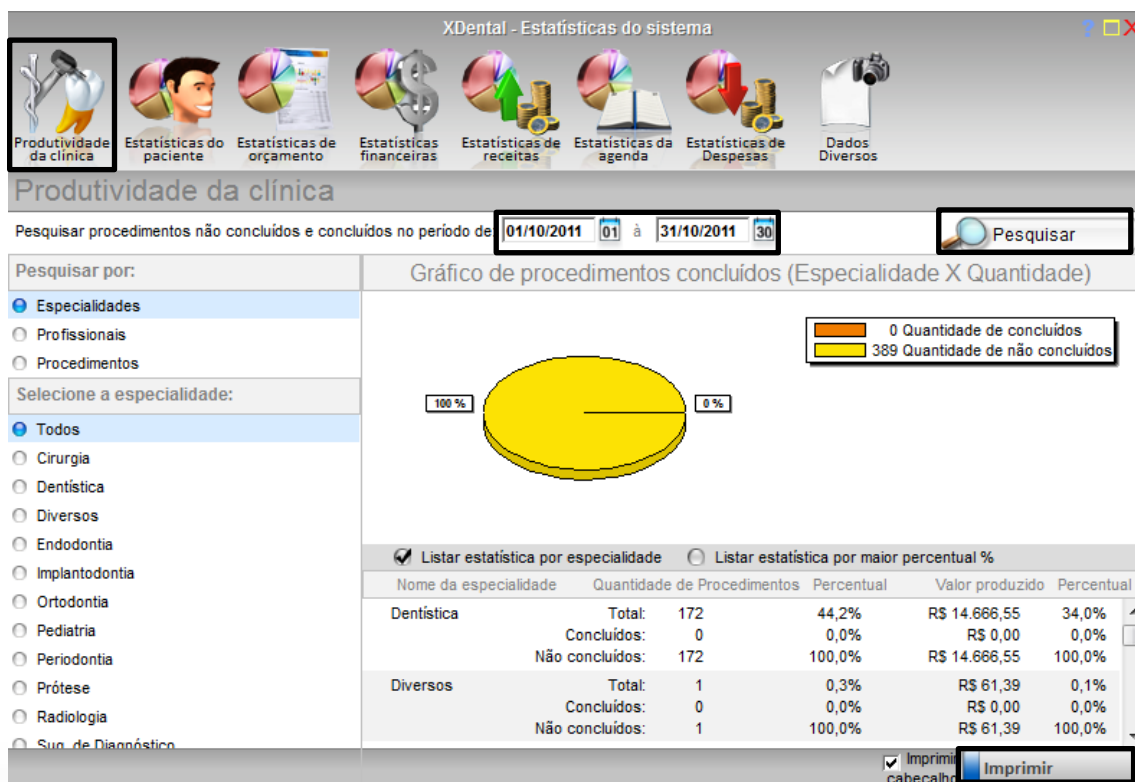 XDental - Estatísticas do sistema
?
Produtividade da clínica
Estatísticas do paciente
Estatísticas de orçamento
Estatísticas financeiras
Estatísticas de receitas
Estatísticas da agenda
Estatísticas de Despesas
Dados Diversos
Produtividade da clínica
Pesquisar procedimentos não concluídos e concluídos no período de: 01/10/2011 01 à 31/10/2011 30 Pesquisar
Pesquisar por:
Especialidades
Profissionais
Procedimentos
Selecione a especialidade:
Todos
Cirurgia
Dentística
Diversos
Endodontia
Implantodontia
Ortodontia
Pediatria
Periodontia
Prótese
Radiologia
Sug. de Diagnóstico
Gráfico de procedimentos concluídos (Especialidade X Quantidade)
0 Quantidade de concluídos
389 Quantidade de não concluídos
100 % 0 %
Listar estatística por especialidade Listar estatística por maior percentual %
Nome da especialidade Quantidade de Procedimentos Percentual Valor produzido Percentual
Dentística Total: 172 44,2% R$ 14.666,55 34,0%
Concluídos: 0 0,0% R$ 0,00 0,0%
Não concluídos: 172 100,0% R$ 14.666,55 100,0%
Diversos Total: 1 0,3% R$ 61,39 0,1%
Concluídos: 0 0,0% R$ 0,00 0,0%
Não concluídos: 1 100,0% R$ 61,39 100,0%
Imprimir
cabeçalho
Imprimir